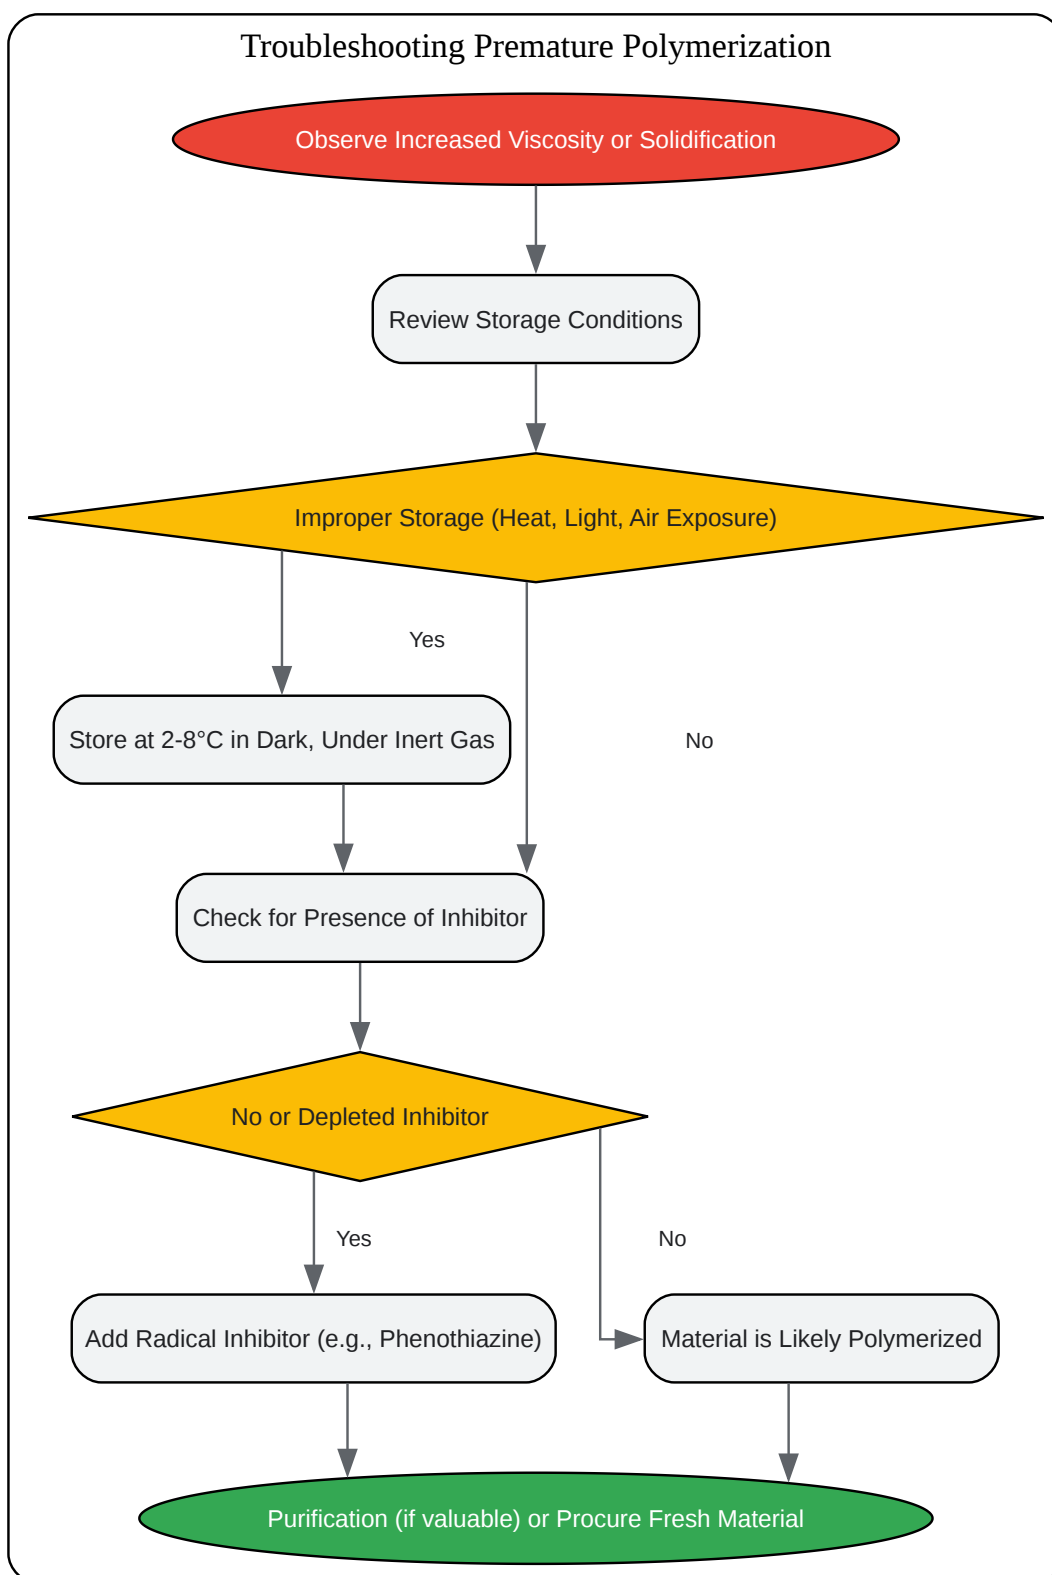 Troubleshooting Premature Polymerization
Observe Increased Viscosity or Solidification
Review Storage Conditions
Improper Storage (Heat, Light, Air Exposure)
Yes
Store at 2-8°C in Dark, Under Inert Gas
No
Check for Presence of Inhibitor
No or Depleted Inhibitor
Yes
No
Add Radical Inhibitor (e.g., Phenothiazine)
Material is Likely Polymerized
Purification (if valuable) or Procure Fresh Material